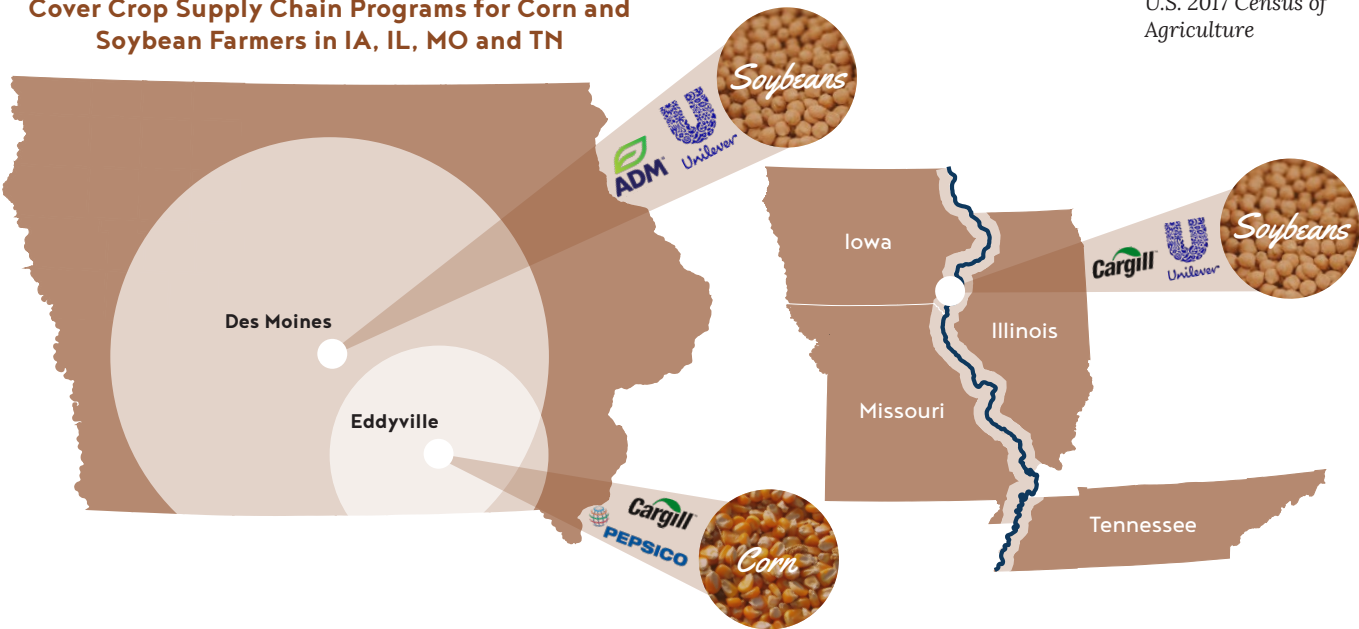 Cover Crop Supply Chain Programs for Corn and
Soybean Farmers in IA, IL, MO and TN
U.S. 2017 Census of
Agriculture
Soybeans
ADM
Unilever
Des Moines
Eddyville
Cargill
PEPSICO
Corn
Iowa
Illinois
Missouri
Tennessee
Cargill
Unilever
Soybeans